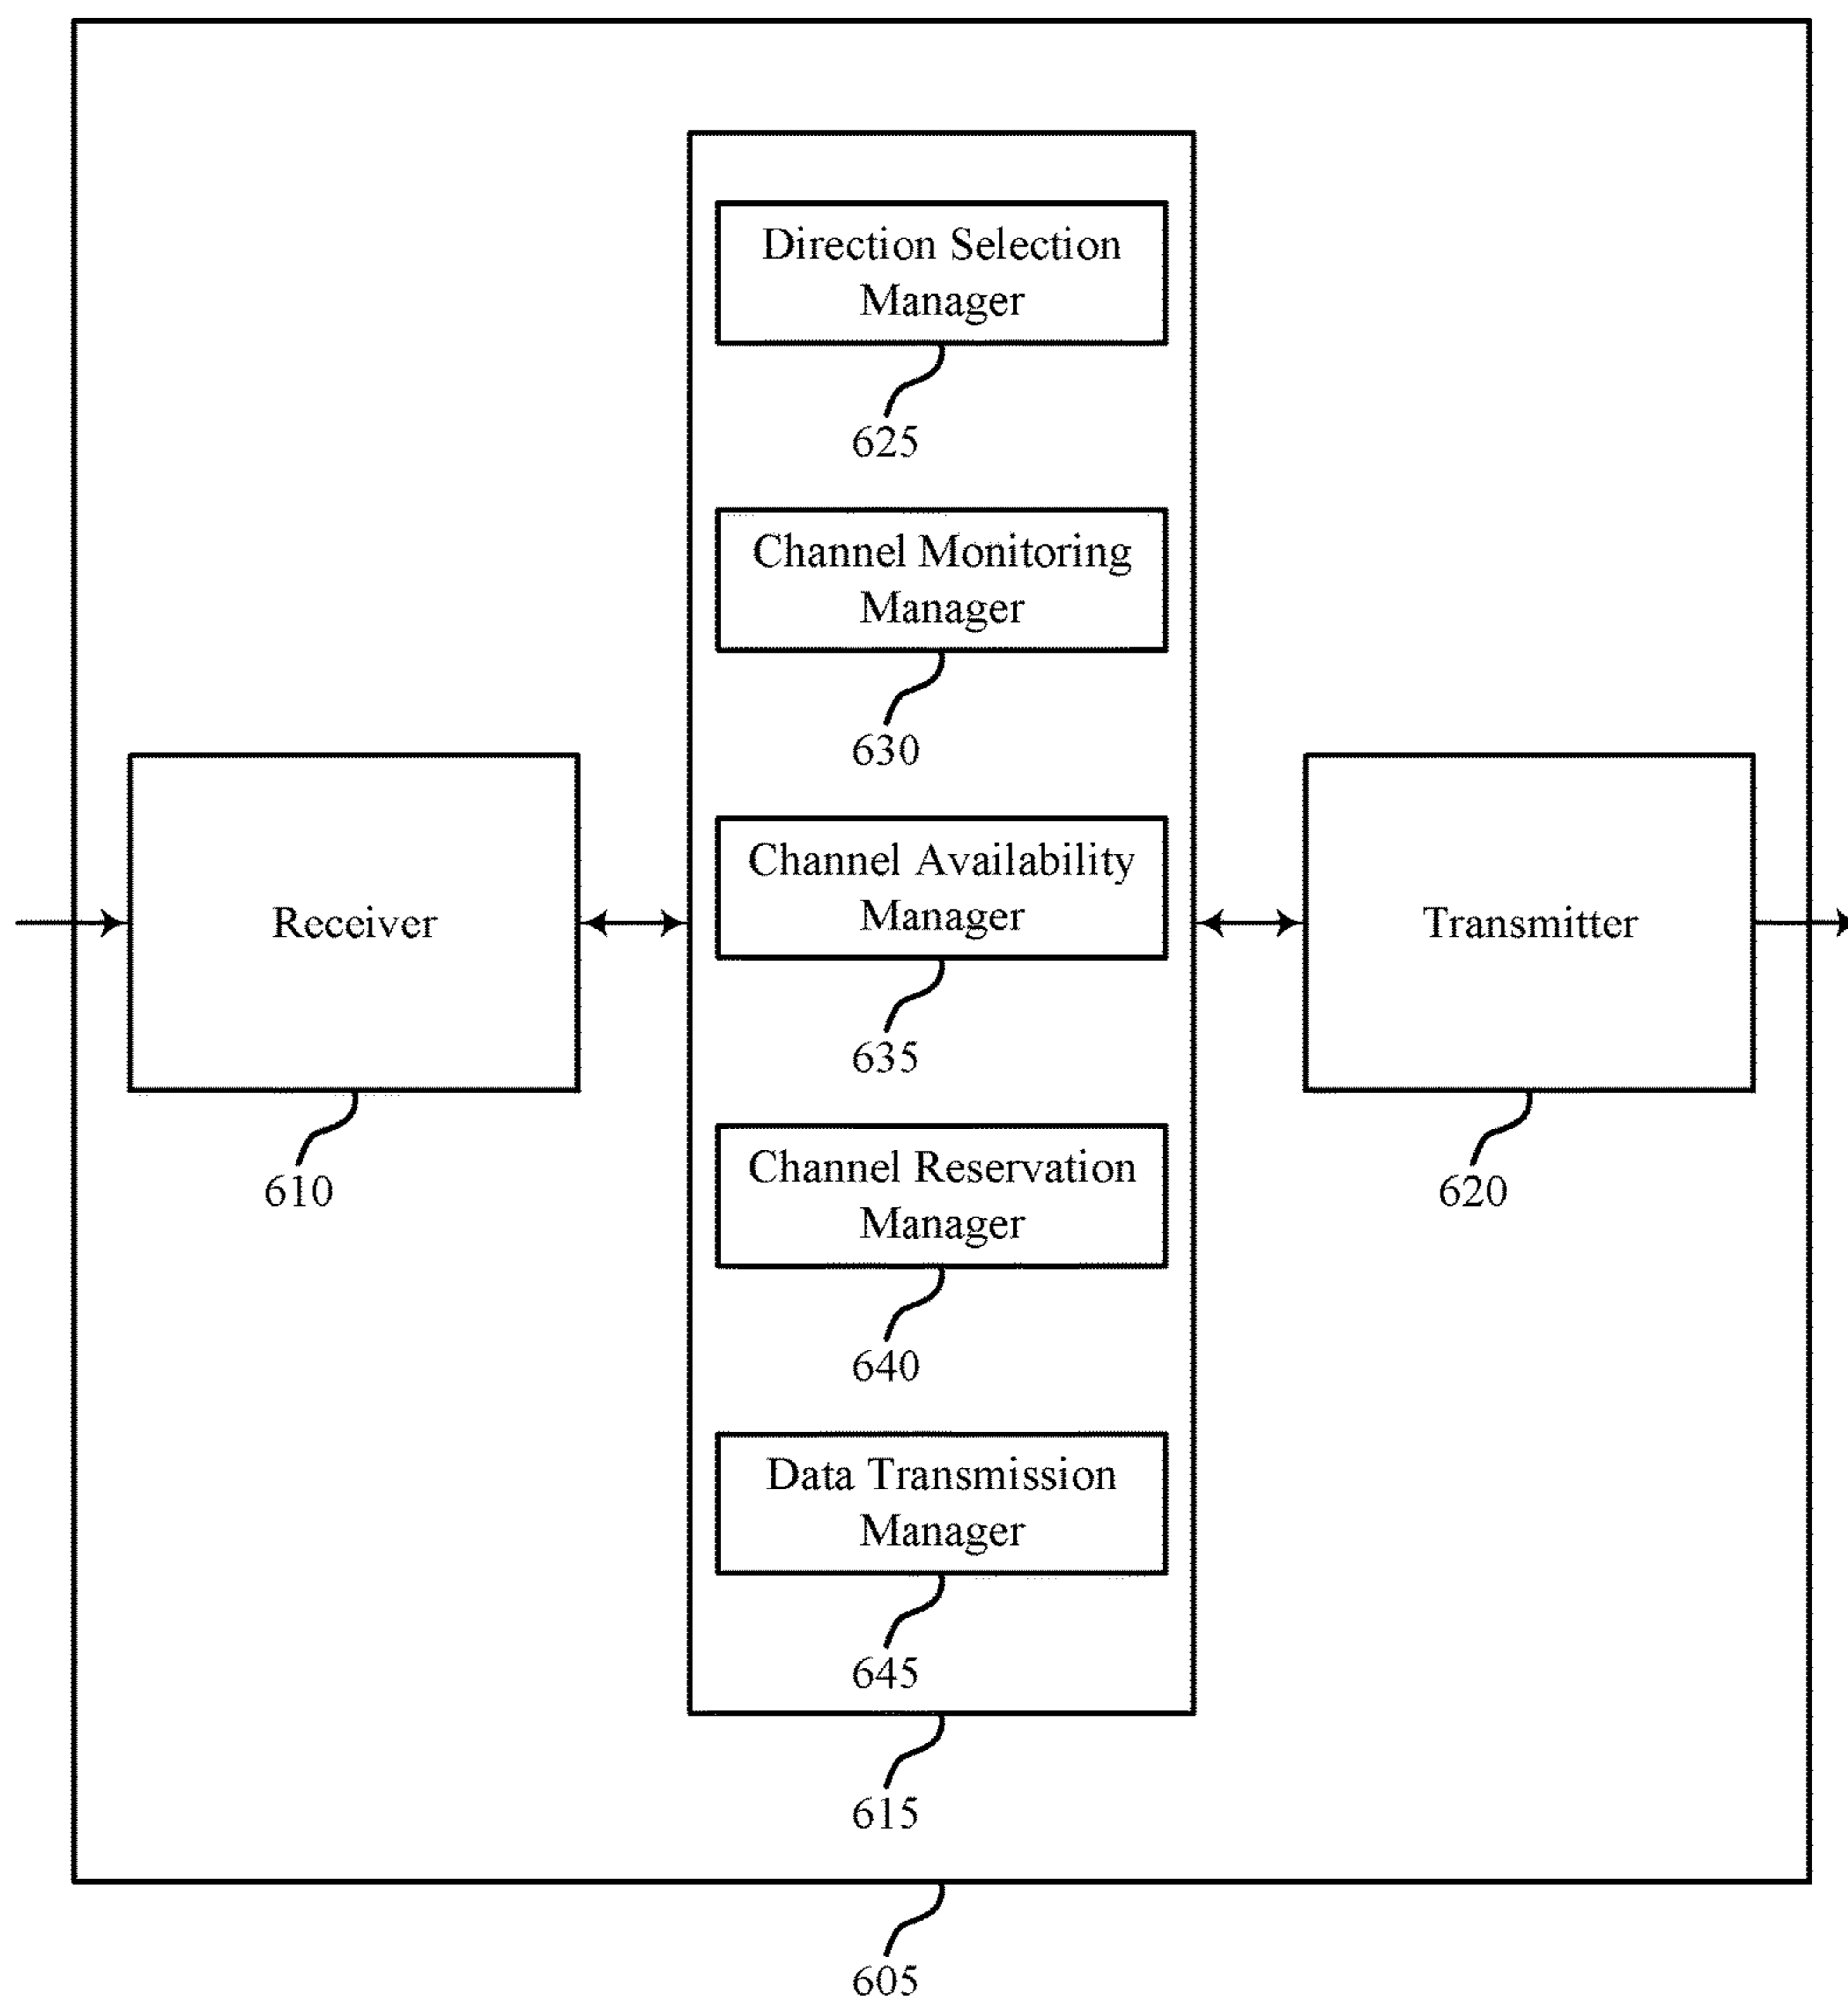 Direction Selection
Manager
625
Channel Monitoring
Manager
630
Receiver
610
Channel Availability
Manager
635
Transmitter
620
Channel Reservation
Manager
640
Data Transmission
Manager
645
615
605